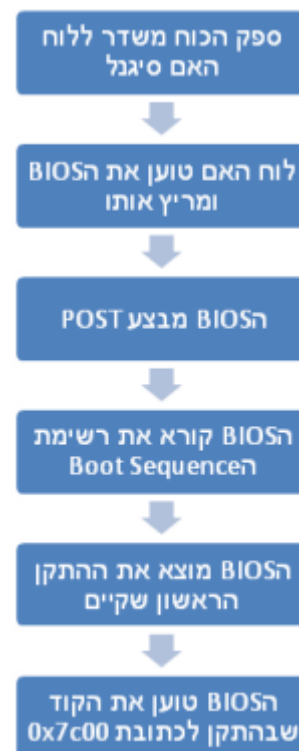 ספק הכוח משדר ללוח
האם סיגנל
לוח האם טוען את הBIOS
ומריץ אותו
הBIOS מבצע POST
הBIOS קורא את רשימת
הBoot Sequence
הBIOS מוצא את ההתקן
הראשון שקיים
הBIOS טוען את הקוד
שבהתקן לכתובת 0x7c00